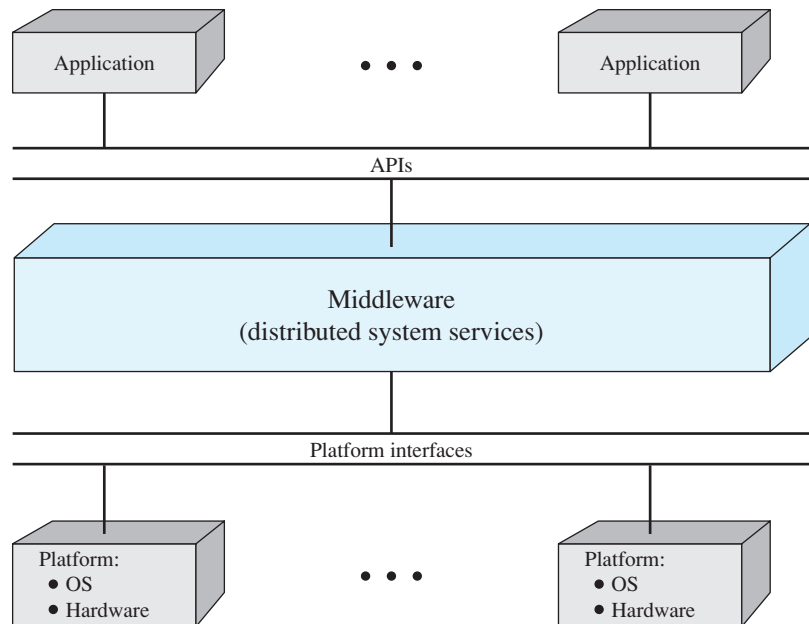 Application
Application
APIs
Middleware
(distributed system services)
Platform interfaces
Platform:
• OS
• Hardware
Platform:
• OS
• Hardware